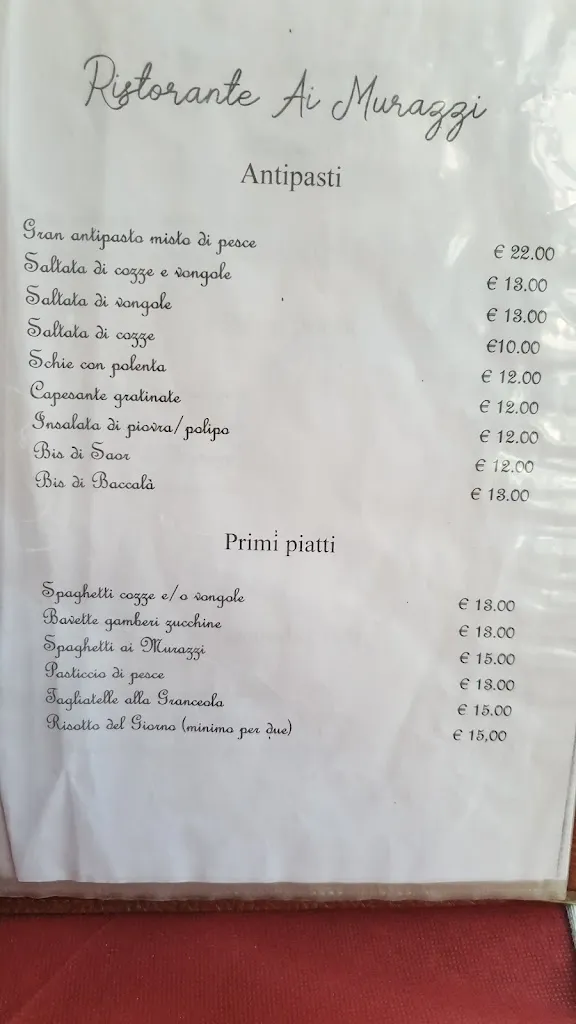 Ristorante Ai Murazzi
Antipasti
Gran antipasto misto di pesce € 22.00
Saltata di cozze e vongole € 13.00
Saltata di vongole € 13.00
Saltata di cozze €10.00
Schie con polenta € 12.00
Capesante gratinate € 12.00
Insalata di piovra/polipo € 12.00
Bis di Saor € 12.00
Bis di Baccalà € 13.00
Primi piatti
Spaghetti cozze e/o vongole € 13.00
Bavette gamberi zucchine € 13.00
Spaghetti ai Murazzi € 15.00
Pasticcio di pesce € 13.00
Tagliatelle alla Granceola € 15.00
Risotto del Giorno (minimo per due) € 15,00